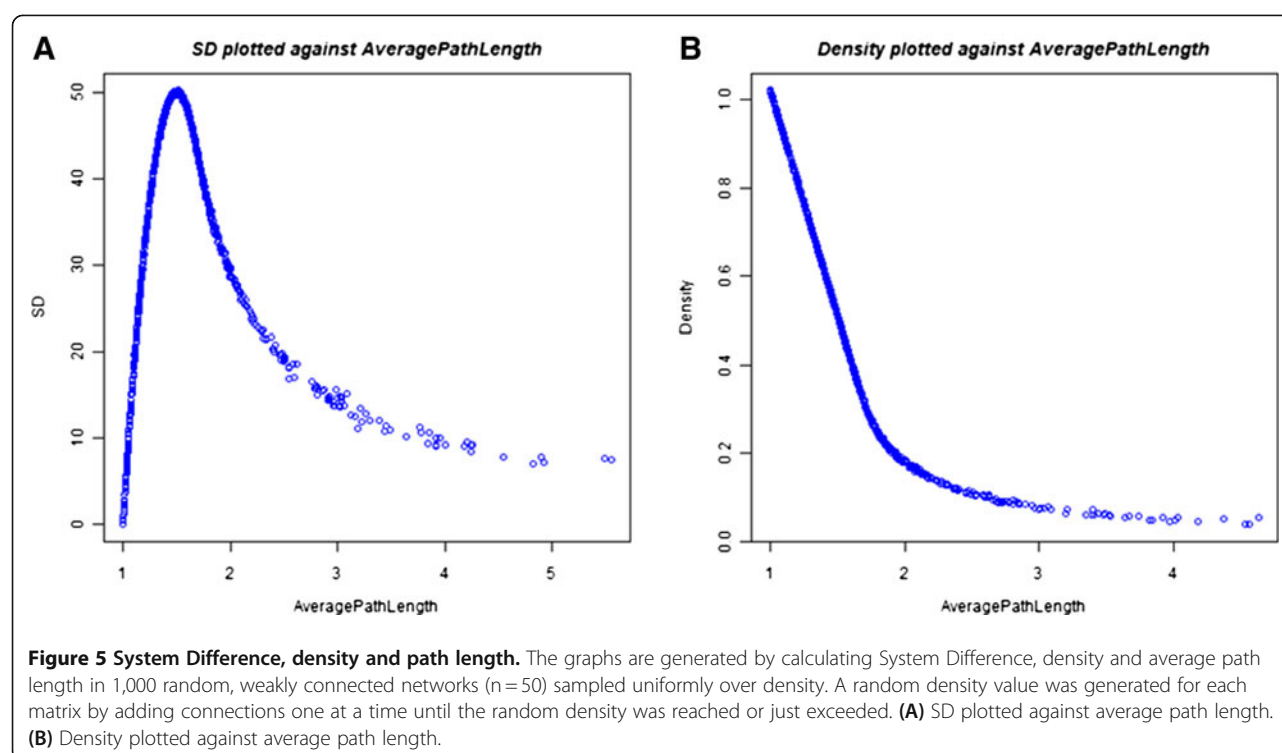 A
SD plotted against AveragePathLength
50
40
30
20
10
0
SD
1 2 3 4 5
AveragePathLength
B
Density plotted against AveragePathLength
1.0
0.8
0.6
0.4
0.2
0.0
Density
1 2 3 4
AveragePathLength
Figure 5 System Difference, density and path length. The graphs are generated by calculating System Difference, density and average path
length in 1,000 random, weakly connected networks (n = 50) sampled uniformly over density. A random density value was generated for each
matrix by adding connections one at a time until the random density was reached or just exceeded. (A) SD plotted against average path length.
(B) Density plotted against average path length.